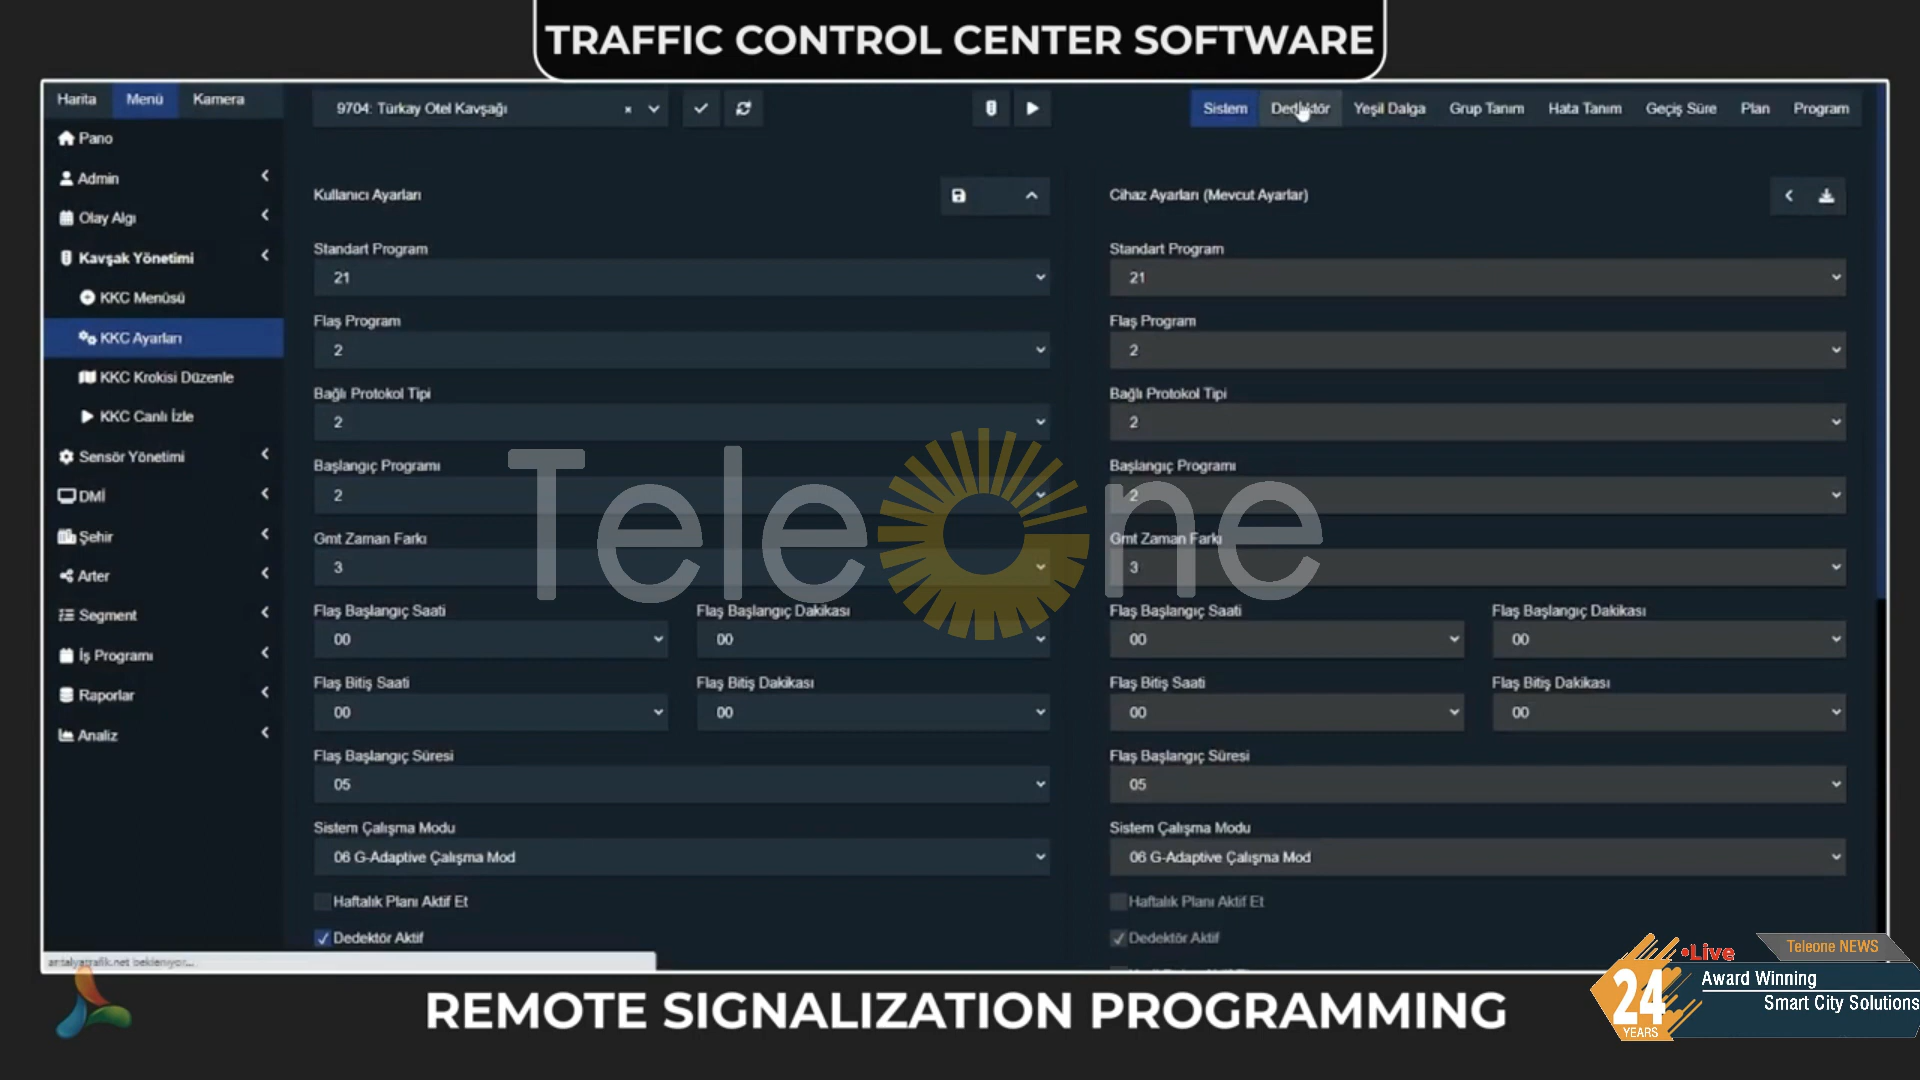 TRAFFIC CONTROL CENTER SOFTWARE
Harita Menü Kamera
9704: Türkay Otel Kavşağı
Sistem Dedektör Yeşil Dalga Grup Tanım Hata Tanım Geçiş Süre Plan Program
Pano
Admin
Olay Algı
Kavşak Yönetimi
KKC Menüsü
KKC Ayarları
KKC Krokisi Düzenle
KKC Canlı İzle
Sensör Yönetimi
DMİ
Şehir
Arter
Segment
İş Programı
Raporlar
Analiz
Kullanıcı Ayarları
Standart Program
21
Flaş Program
2
Bağlı Protokol Tipi
2
Başlangıç Programı
2
Gmt Zaman Farkı
3
Flaş Başlangıç Saati Flaş Başlangıç Dakikası
00 00
Flaş Bitiş Saati Flaş Bitiş Dakikası
00 00
Flaş Başlangıç Süresi
05
Sistem Çalışma Modu
06 G-Adaptive Çalışma Mod
Haftalık Planı Aktif Et
Dedektör Aktif
Cihaz Ayarları (Mevcut Ayarlar)
Standart Program
21
Flaş Program
2
Bağlı Protokol Tipi
2
Başlangıç Programı
2
Gmt Zaman Farkı
3
Flaş Başlangıç Saati Flaş Başlangıç Dakikası
00 00
Flaş Bitiş Saati Flaş Bitiş Dakikası
00 00
Flaş Başlangıç Süresi
05
Sistem Çalışma Modu
06 G-Adaptive Çalışma Mod
Haftalık Planı Aktif Et
Dedektör Aktif
Teleone
antalyatrafik.net bekleniyor...
REMOTE SIGNALIZATION PROGRAMMING
Live
Teleone NEWS
24
YEARS
Award Winning
Smart City Solutions